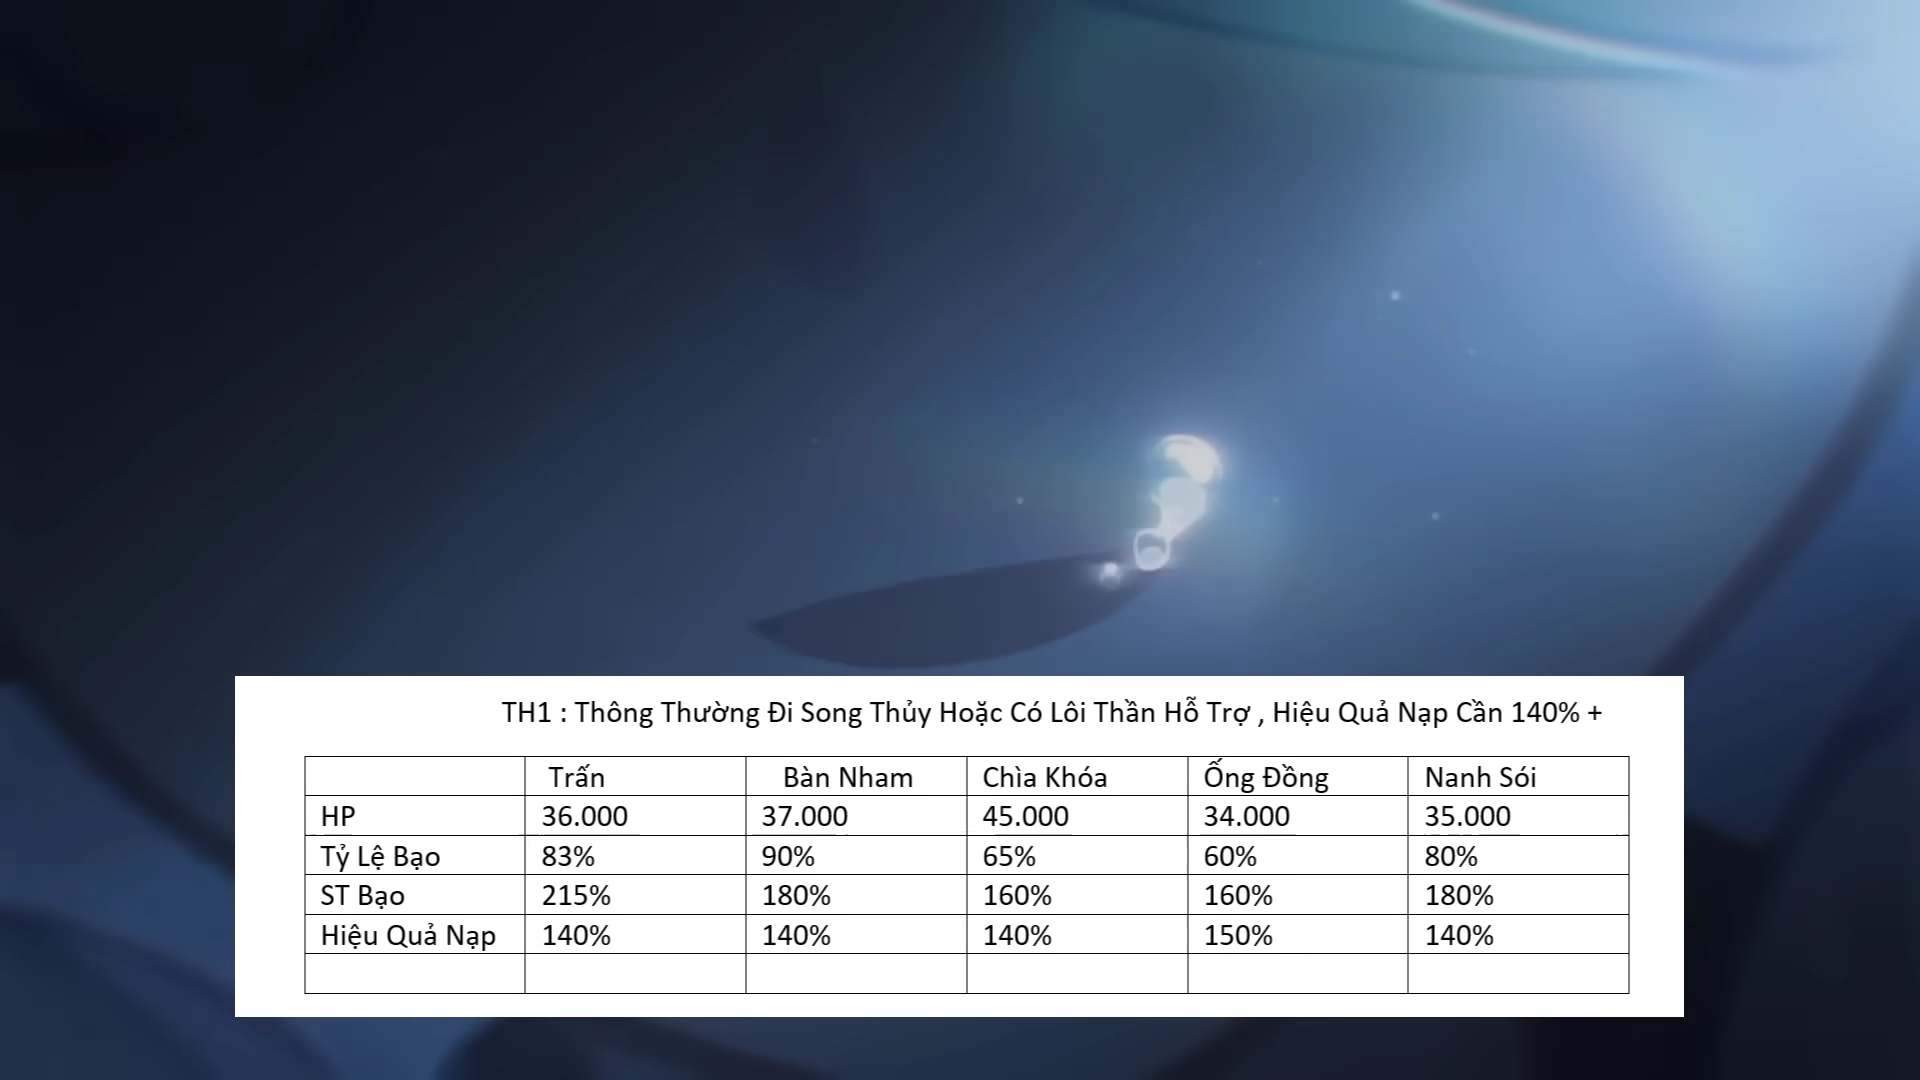 TH1 : Thông Thường Đi Song Thủy Hoặc Có Lôi Thần Hỗ Trợ , Hiệu Quả Nạp Cần 140% +
Trấn Bàn Nham Chìa Khóa Ống Đồng Nanh Sói
HP 36.000 37.000 45.000 34.000 35.000
Tỷ Lệ Bạo 83% 90% 65% 60% 80%
ST Bạo 215% 180% 160% 160% 180%
Hiệu Quả Nạp 140% 140% 140% 150% 140%